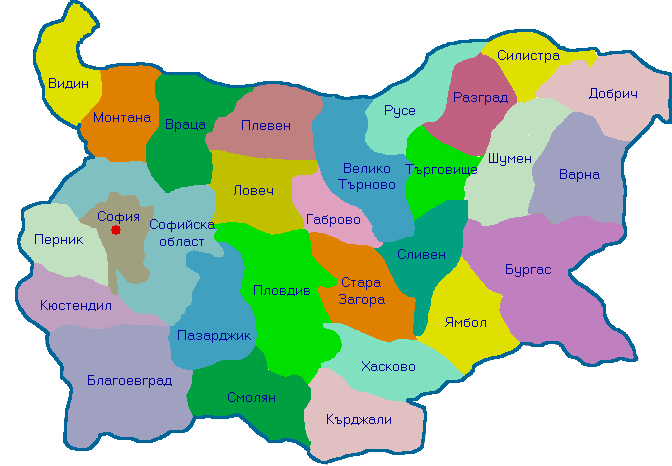 Силистра
Видин
Добрич
Разград
Русе
Монтана
Враца
Плевен
Шумен
Велико
Търново
Търговище
Варна
Ловеч
София
Габрово
Софийска
област
Перник
Сливен
Бургас
Стара
Загора
Пловдив
Кюстендил
Ямбол
Пазарджик
Хасково
Благоевград
Смолян
Кърджали